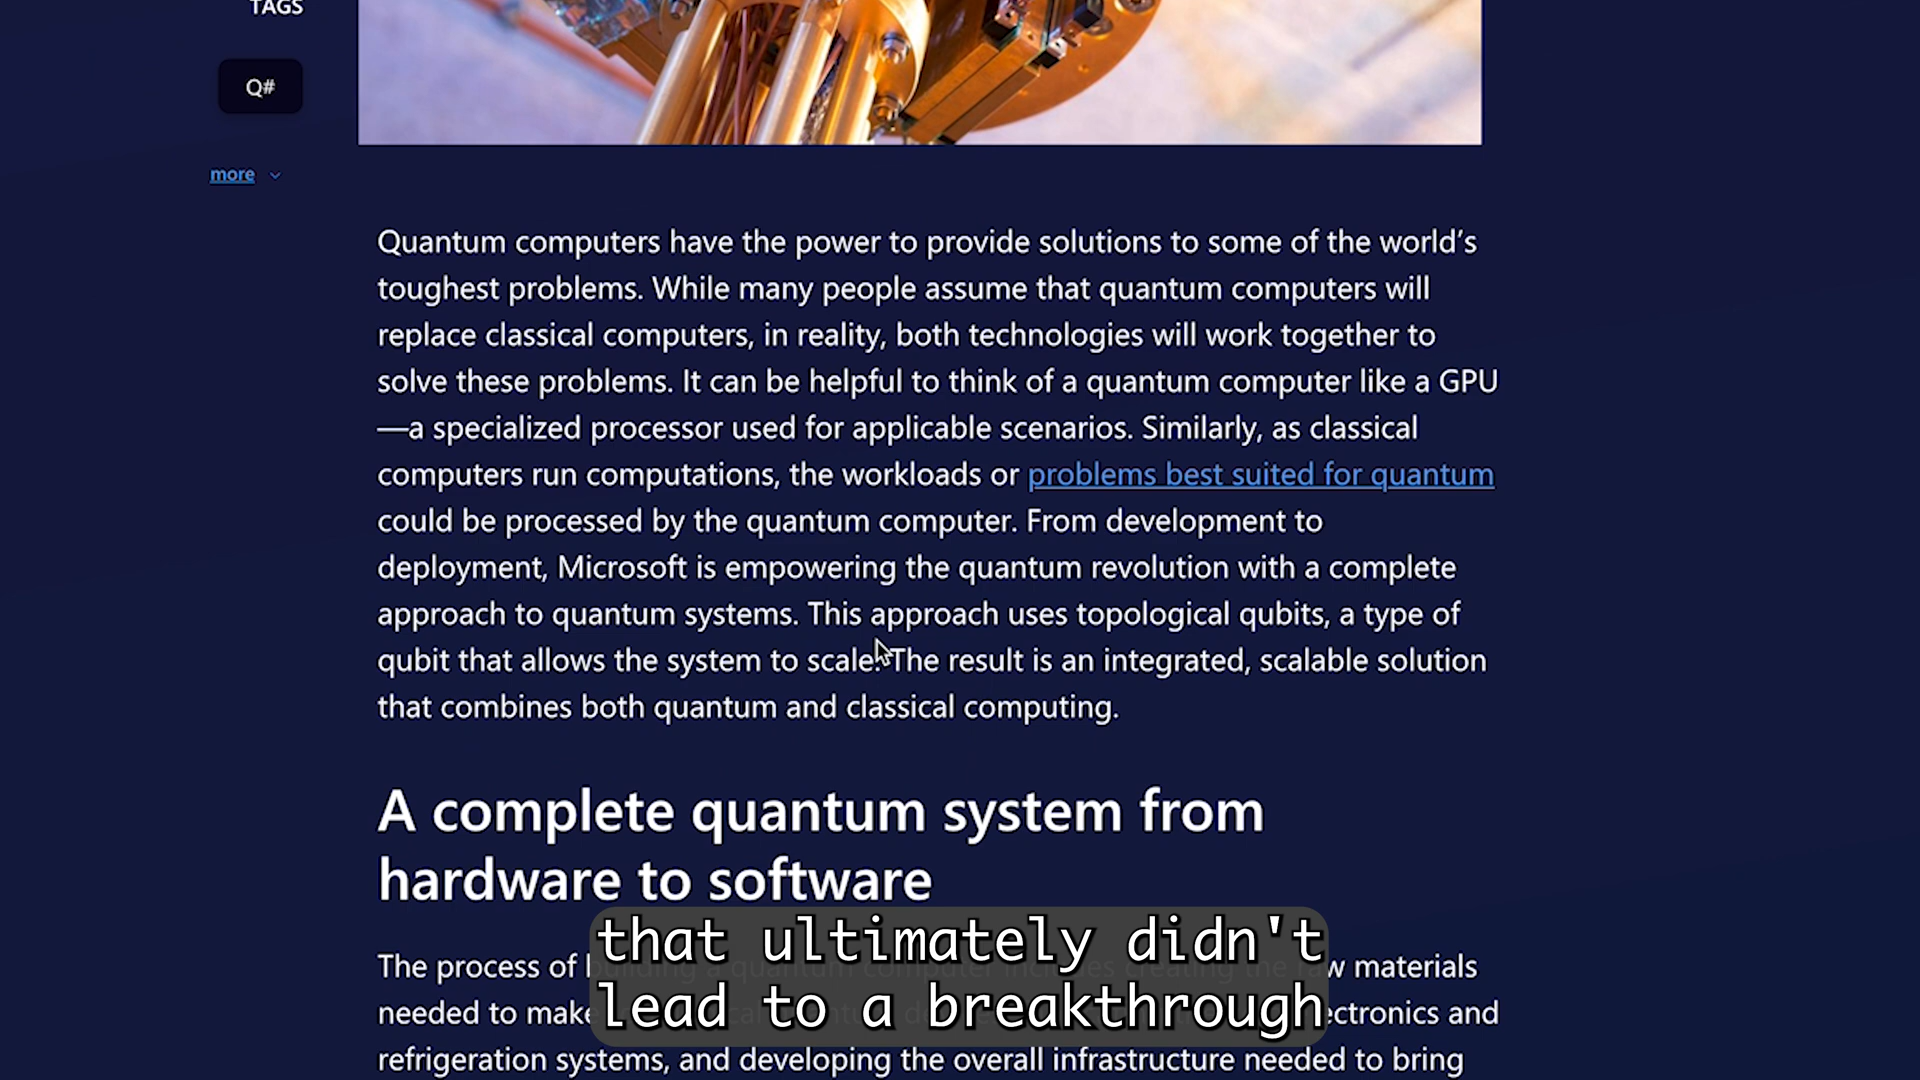 TAGS
Q#
more
Quantum computers have the power to provide solutions to some of the world’s
toughest problems. While many people assume that quantum computers will
replace classical computers, in reality, both technologies will work together to
solve these problems. It can be helpful to think of a quantum computer like a GPU
—a specialized processor used for applicable scenarios. Similarly, as classical
computers run computations, the workloads or problems best suited for quantum
could be processed by the quantum computer. From development to
deployment, Microsoft is empowering the quantum revolution with a complete
approach to quantum systems. This approach uses topological qubits, a type of
qubit that allows the system to scale. The result is an integrated, scalable solution
that combines both quantum and classical computing.
A complete quantum system from
hardware to software
The process of building a quantum computer includes creating the raw materials
needed to make
and
refrigeration systems, and developing the overall infrastructure needed to bring
that ultimately didn't
lead to a breakthrough